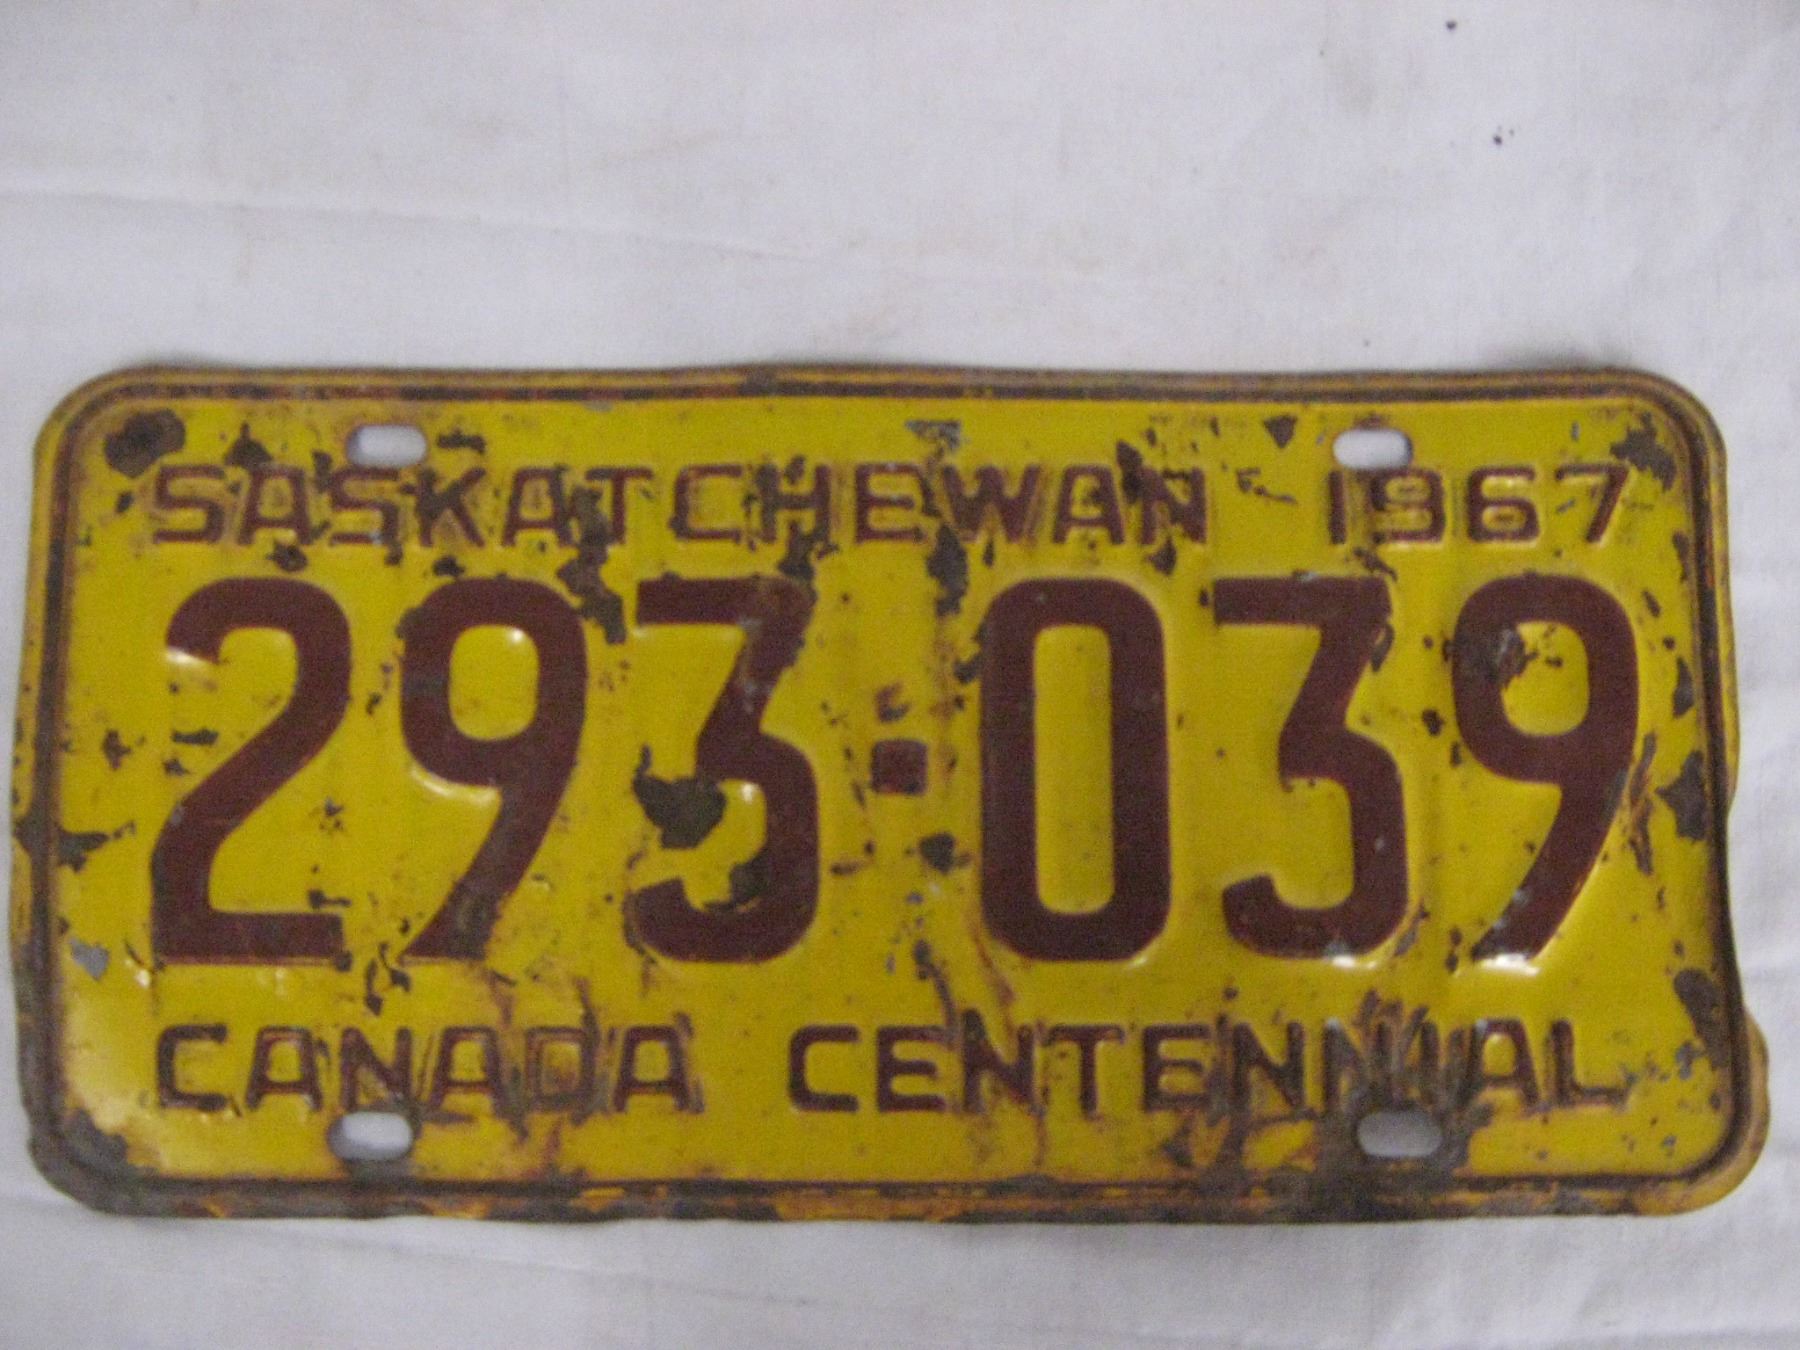 SASKATCHEWAN 1967
293-039
CANADA CENTENNIAL